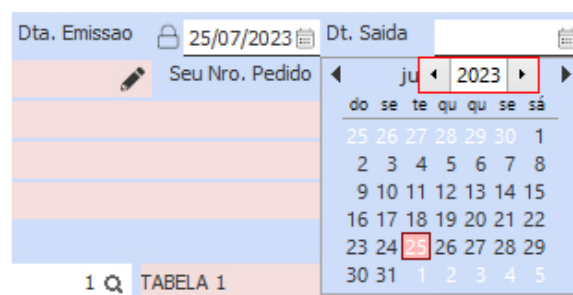 Dta. Emissao 25/07/2023 Dt. Saida
Seu Nro. Pedido
ju 2023
do se te qu qu se sá
25 26 27 28 29 30 1
2 3 4 5 6 7 8
9 10 11 12 13 14 15
16 17 18 19 20 21 22
23 24 25 26 27 28 29
30 31 1 2 3 4 5
1 TABELA 1